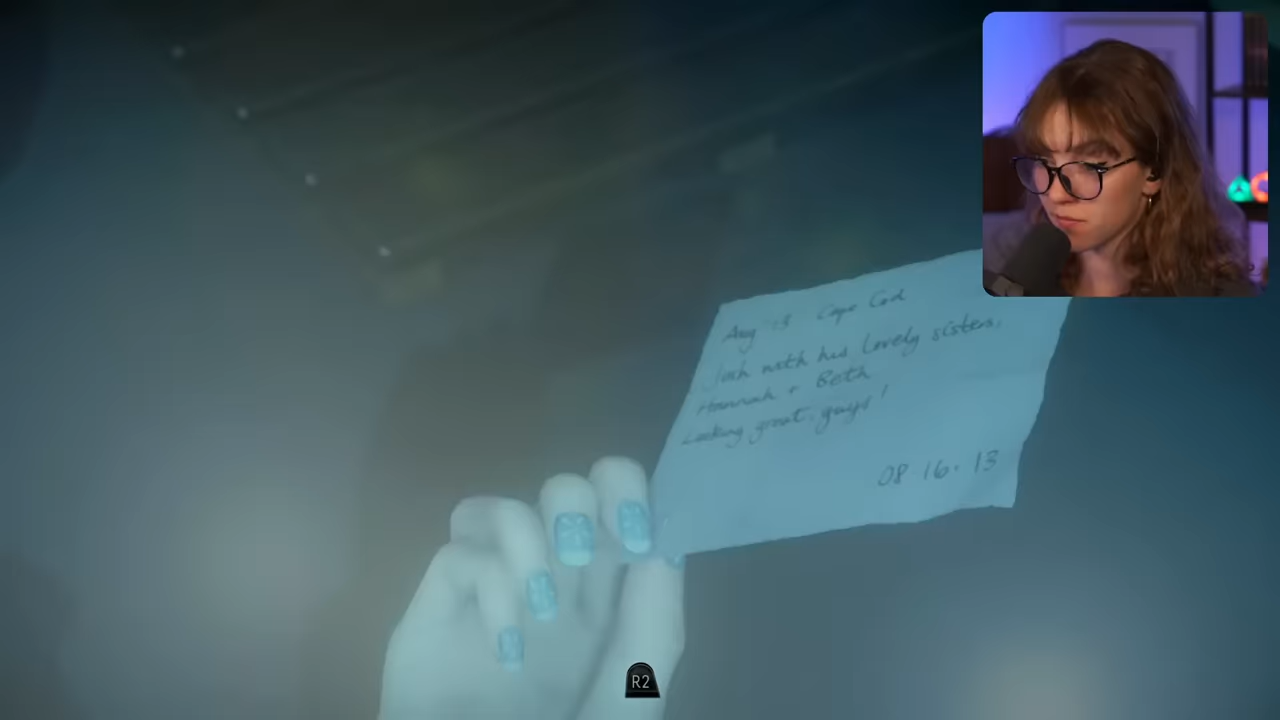 Aug '13 Cape Cod
Josh with his lovely sisters,
Hannah + Beth
Looking great, guys!
08 16. 13
R2